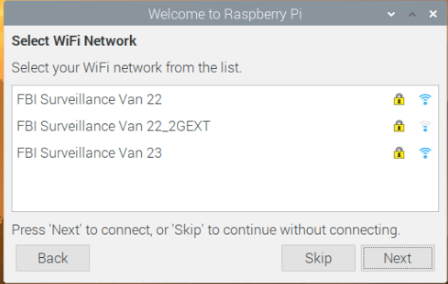 Welcome to Raspberry Pi
Select WiFi Network
Select your WiFi network from the list.
FBI Surveillance Van 22
FBI Surveillance Van 22_2GEXT
FBI Surveillance Van 23
Press 'Next' to connect, or 'Skip' to continue without connecting.
Back Skip Next